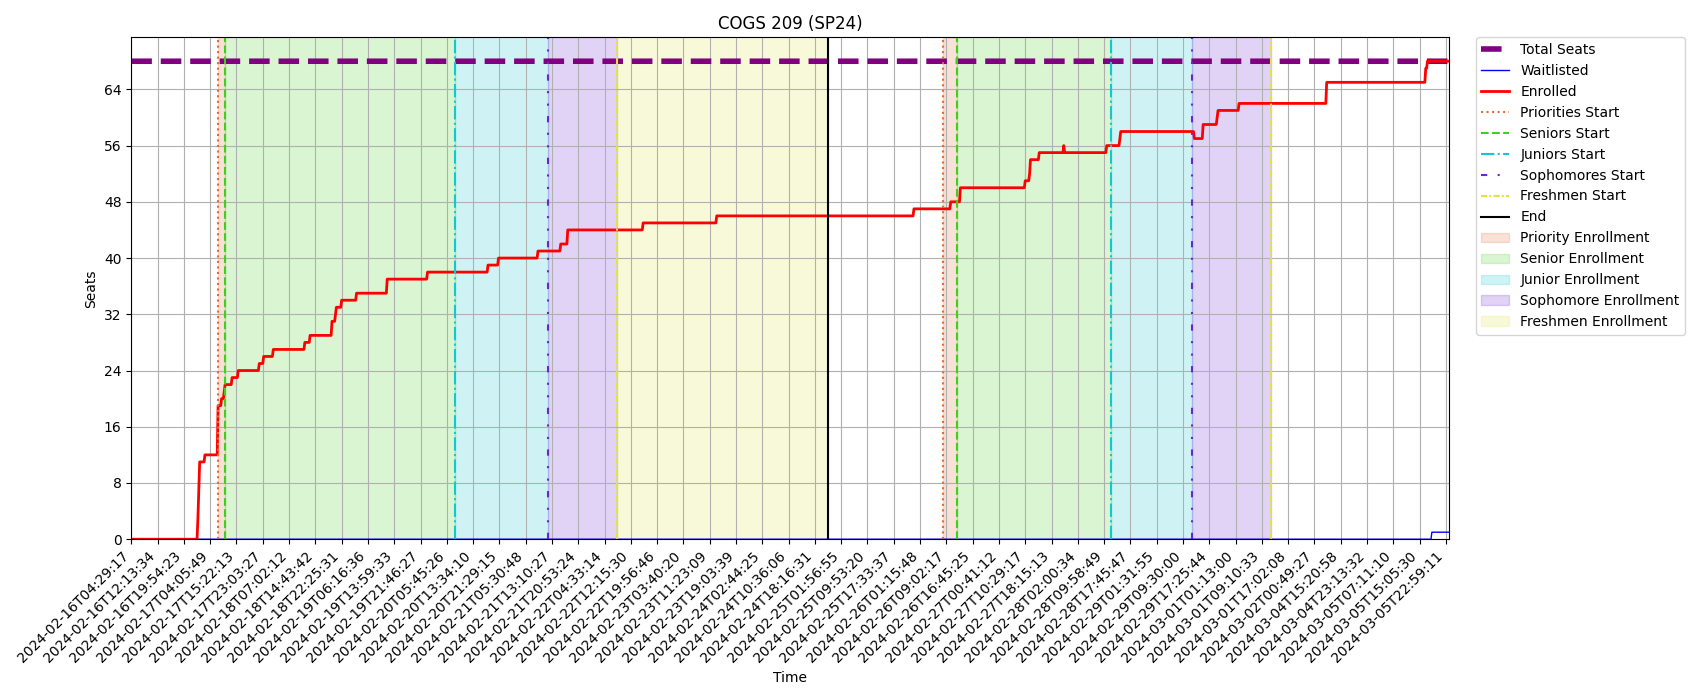 COGS 209 (SP24)
Seats
64
56
48
40
32
24
16
8
0
2024-02-16T04:29:17
2024-02-16T12:13:34
2024-02-16T19:54:23
2024-02-17T04:05:49
2024-02-17T15:22:13
2024-02-17T23:03:27
2024-02-18T07:02:12
2024-02-18T14:43:42
2024-02-18T22:25:31
2024-02-19T06:16:36
2024-02-19T13:59:33
2024-02-19T21:46:27
2024-02-20T05:45:26
2024-02-20T13:34:10
2024-02-20T21:29:15
2024-02-21T05:30:48
2024-02-21T13:10:27
2024-02-21T20:53:24
2024-02-22T04:33:14
2024-02-22T12:15:30
2024-02-22T19:56:46
2024-02-23T03:40:20
2024-02-23T11:23:09
2024-02-23T19:03:39
2024-02-24T02:44:25
2024-02-24T10:36:06
2024-02-24T18:16:31
2024-02-25T01:56:55
2024-02-25T09:53:20
2024-02-25T17:33:37
2024-02-26T01:15:48
2024-02-26T09:02:17
2024-02-26T16:45:25
2024-02-27T00:41:12
2024-02-27T10:29:17
2024-02-27T18:15:13
2024-02-28T02:00:34
2024-02-28T09:58:49
2024-02-28T17:45:47
2024-02-29T01:31:55
2024-02-29T09:30:00
2024-02-29T17:25:44
2024-03-01T01:13:00
2024-03-01T09:10:33
2024-03-01T17:02:08
2024-03-02T00:49:27
2024-03-04T15:20:58
2024-03-04T23:13:32
2024-03-05T07:11:10
2024-03-05T15:05:30
2024-03-05T22:59:11
Time
Total Seats
Waitlisted
Enrolled
Priorities Start
Seniors Start
Juniors Start
Sophomores Start
Freshmen Start
End
Priority Enrollment
Senior Enrollment
Junior Enrollment
Sophomore Enrollment
Freshmen Enrollment